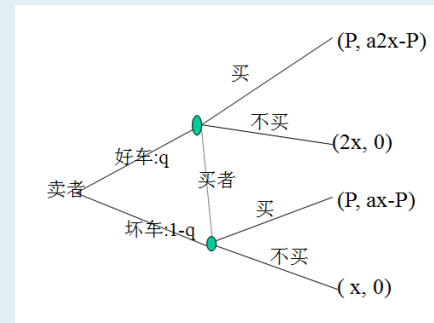 (P, a2x-P)
买
不买
(2x, 0)
好车:q
卖者
买者
(P, ax-P)
买
坏车:1-q
不买
( x, 0)